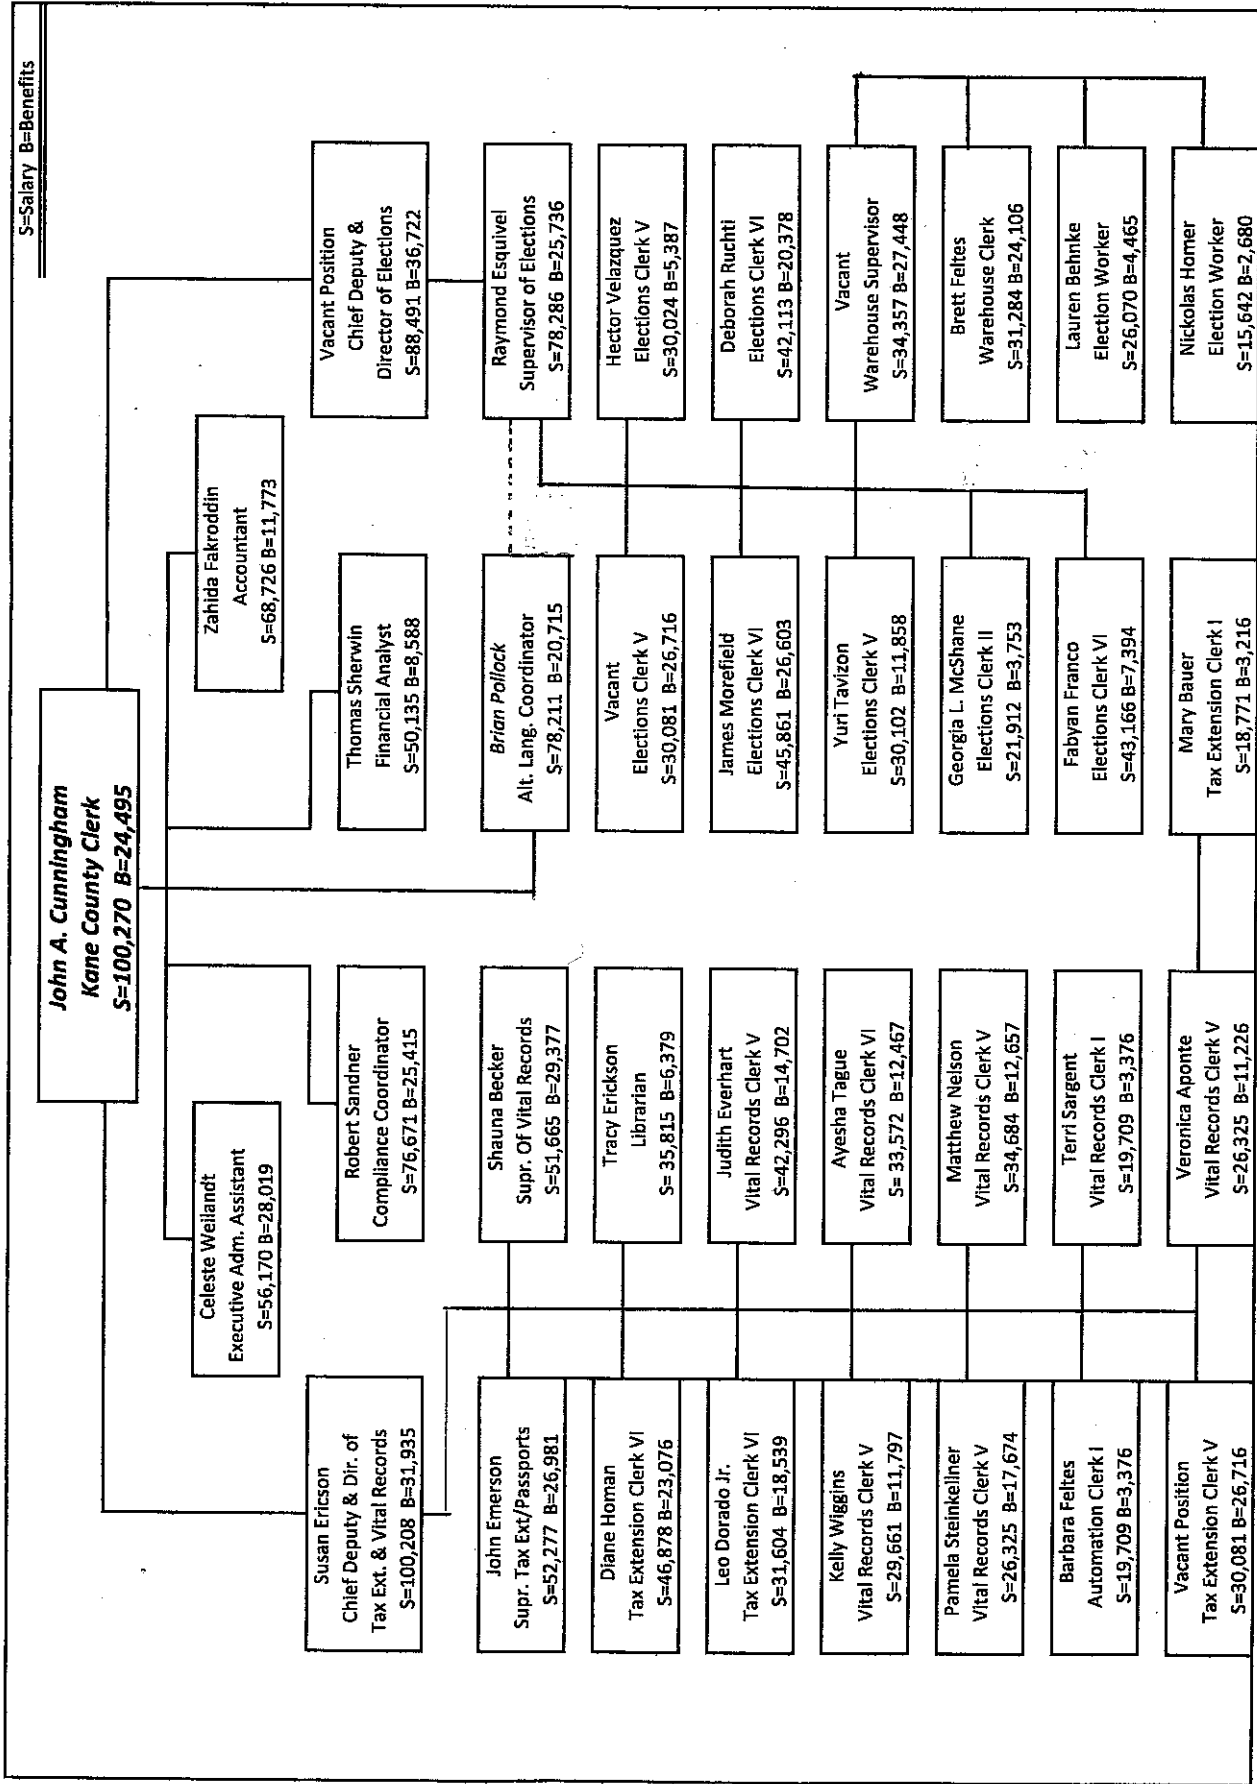 S=Salary B=Benefits
John A. Cunningham
Kane County Clerk
S=100,270 B=24,495
Celeste Weilandt
Executive Adm. Assistant
S=56,170 B=28,019
Zahida Fakroddin
Accountant
S=68,726 B=11,773
Susan Ericson
Chief Deputy & Dir. of
Tax Ext. & Vital Records
S=100,208 B=31,935
Robert Sandner
Compliance Coordinator
S=76,671 B=25,415
Thomas Sherwin
Financial Analyst
S=50,135 B=8,588
Vacant Position
Chief Deputy &
Director of Elections
S=88,491 B=36,722
John Emerson
Supr. Tax Ext/Passports
S=52,277 B=26,981
Shauna Becker
Supr. Of Vital Records
S=51,665 B=29,377
Brian Pollock
Alt. Lang. Coordinator
S=78,211 B=20,715
Raymond Esquivel
Supervisor of Elections
S=78,286 B=25,736
Diane Homan
Tax Extension Clerk VI
S=46,878 B=23,076
Tracy Erickson
Librarian
S= 35,815 B=6,379
Vacant
Elections Clerk V
S=30,081 B=26,716
Hector Velazquez
Elections Clerk V
S=30,024 B=5,387
Leo Dorado Jr.
Tax Extension Clerk VI
S=31,604 B=18,539
Judith Everhart
Vital Records Clerk V
S=42,296 B=14,702
James Morefield
Elections Clerk VI
S=45,861 B=26,603
Deborah Ruchti
Elections Clerk VI
S=42,113 B=20,378
Kelly Wiggins
Vital Records Clerk V
S=29,661 B=11,797
Ayesha Tague
Vital Records Clerk VI
S= 33,572 B=12,467
Yuri Tavizon
Elections Clerk V
S=30,102 B=11,858
Vacant
Warehouse Supervisor
S=34,357 B=27,448
Pamela Steinkellner
Vital Records Clerk V
S=26,325 B=17,674
Matthew Nelson
Vital Records Clerk V
S=34,684 B=12,657
Georgia L. McShane
Elections Clerk II
S=21,912 B=3,753
Brett Feltes
Warehouse Clerk
S=31,284 B=24,106
Barbara Feltes
Automation Clerk I
S=19,709 B=3,376
Terri Sargent
Vital Records Clerk I
S=19,709 B=3,376
Fabyan Franco
Elections Clerk VI
S=43,166 B=7,394
Lauren Behnke
Election Worker
S=26,070 B=4,465
Vacant Position
Tax Extension Clerk V
S=30,081 B=26,716
Veronica Aponte
Vital Records Clerk V
S=26,325 B=11,226
Mary Bauer
Tax Extension Clerk I
S=18,771 B=3,216
Nickolas Homer
Election Worker
S=15,642 B=2,680